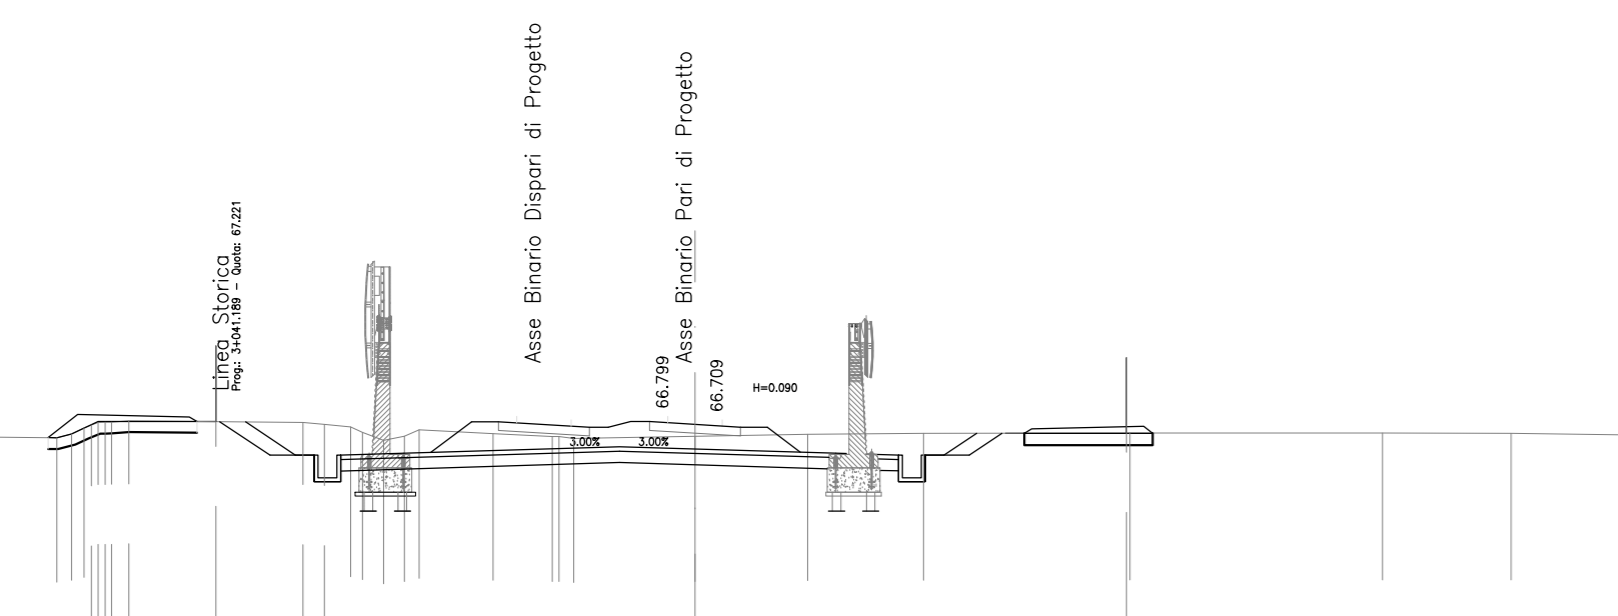 Linea Storica
Prog.: 3+041.189 - Quota: 67.221
Asse Binario Dispari di Progetto
Asse Binario Pari di Progetto
66.799
66.709
H=0.090
3.00%
3.00%